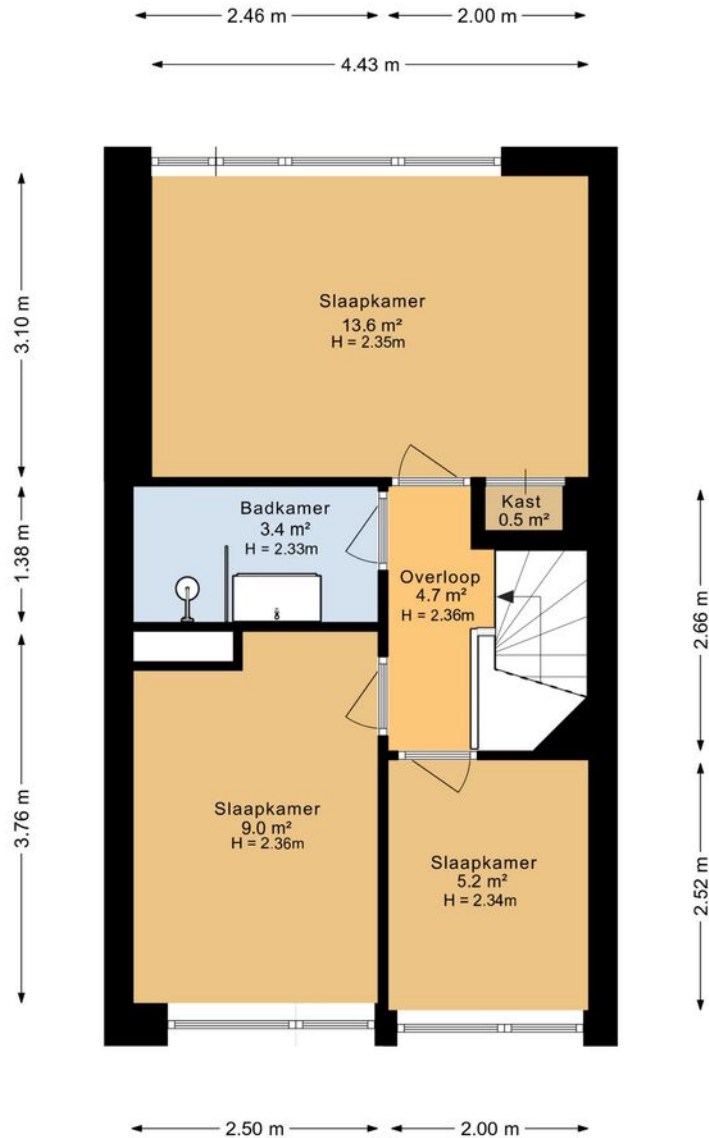 2.46 m
2.00 m
4.43 m
3.10 m
Slaapkamer
13.6 m²
H = 2.35m
1.38 m
Badkamer
3.4 m²
H = 2.33m
Kast
0.5 m²
Overloop
4.7 m²
H = 2.36m
2.66 m
3.76 m
Slaapkamer
9.0 m²
H = 2.36m
Slaapkamer
5.2 m²
H = 2.34m
2.52 m
2.50 m
2.00 m